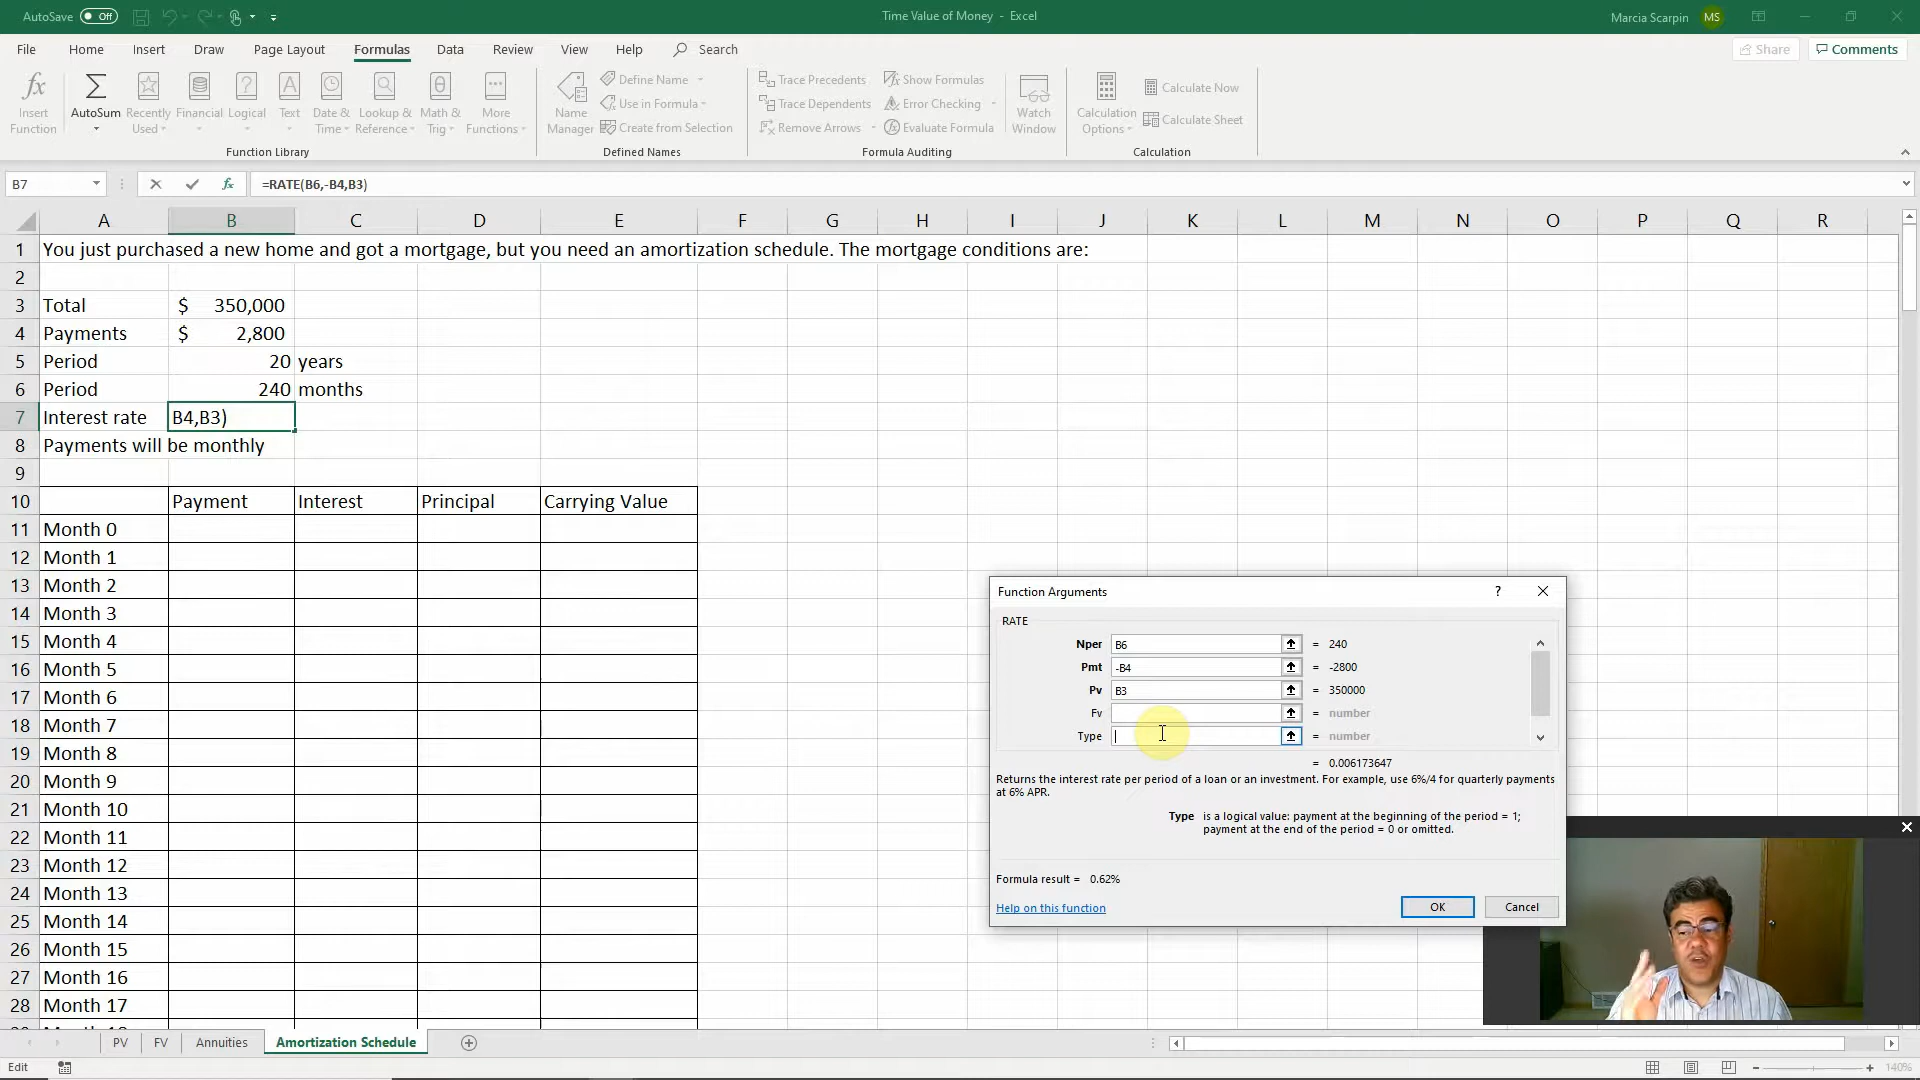 AutoSave Off
Time Value of Money - Excel
Marcia Scarpin MS
File Home Insert Draw Page Layout Formulas Data Review View Help Search
Share Comments
Insert Function
AutoSum
Recently Used
Financial
Logical
Text
Date & Time
Lookup & Reference
Math & Trig
More Functions
Function Library
Name Manager
Define Name
Use in Formula
Create from Selection
Defined Names
Trace Precedents
Trace Dependents
Remove Arrows
Show Formulas
Error Checking
Evaluate Formula
Formula Auditing
Watch Window
Calculation Options
Calculate Now
Calculate Sheet
Calculation
B7 fx =RATE(B6,-B4,B3)
A B C D E F G H I J K L M N O P Q R
1 You just purchased a new home and got a mortgage, but you need an amortization schedule. The mortgage conditions are:
2
3 Total $ 350,000
4 Payments $ 2,800
5 Period 20 years
6 Period 240 months
7 Interest rate B4,B3)
8 Payments will be monthly
9
10 Payment Interest Principal Carrying Value
11 Month 0
12 Month 1
13 Month 2
14 Month 3
15 Month 4
16 Month 5
17 Month 6
18 Month 7
19 Month 8
20 Month 9
21 Month 10
22 Month 11
23 Month 12
24 Month 13
25 Month 14
26 Month 15
27 Month 16
28 Month 17
Function Arguments ?
RATE
Nper B6 = 240
Pmt -B4 = -2800
Pv B3 = 350000
Fv = number
Type = number
= 0.006173647
Returns the interest rate per period of a loan or an investment. For example, use 6%/4 for quarterly payments
at 6% APR.
Type is a logical value: payment at the beginning of the period = 1;
payment at the end of the period = 0 or omitted.
Formula result = 0.62%
Help on this function
OK Cancel
PV FV Annuities Amortization Schedule
Edit
140%